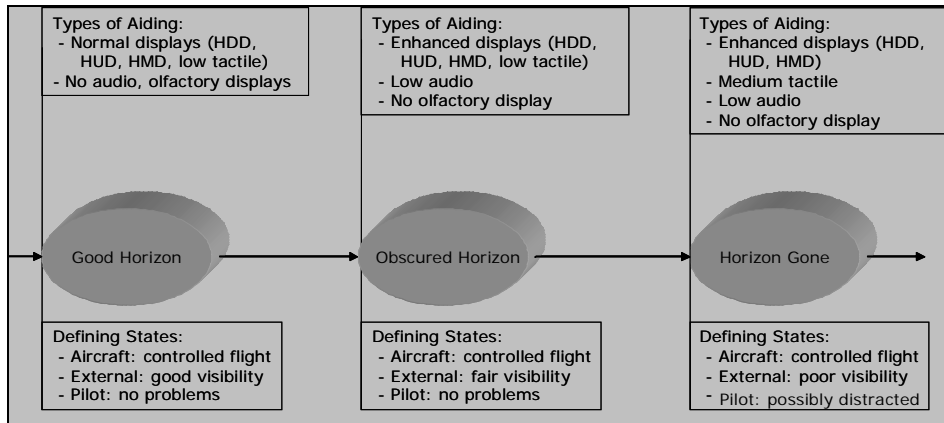 Types of Aiding:
- Normal displays (HDD,
HUD, HMD, low tactile)
- No audio, olfactory displays
Types of Aiding:
- Enhanced displays (HDD,
HUD, HMD, low tactile)
- Low audio
- No olfactory display
Types of Aiding:
- Enhanced displays (HDD,
HUD, HMD)
- Medium tactile
- Low audio
- No olfactory display
Good Horizon
Obscured Horizon
Horizon Gone
Defining States:
- Aircraft: controlled flight
- External: good visibility
- Pilot: no problems
Defining States:
- Aircraft: controlled flight
- External: fair visibility
- Pilot: no problems
Defining States:
- Aircraft: controlled flight
- External: poor visibility
- Pilot: possibly distracted